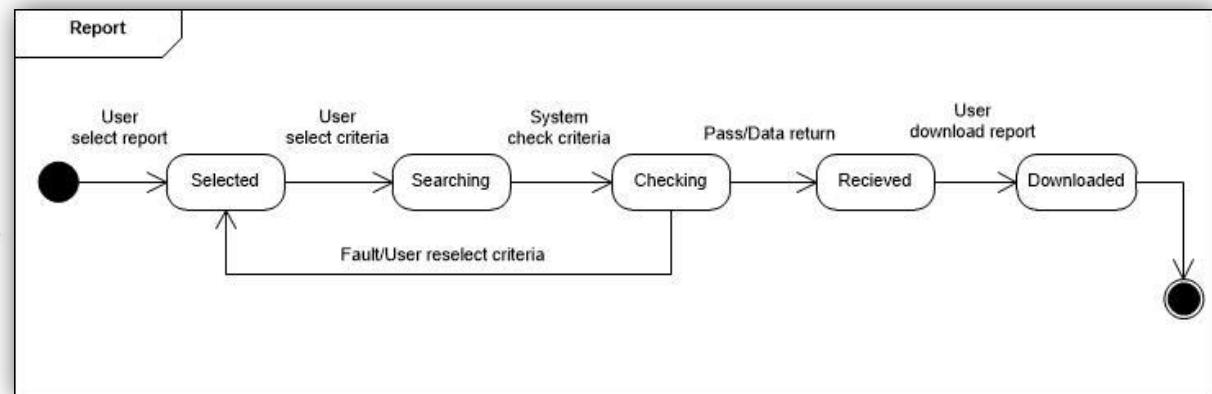 Report
User
select report
User
select criteria
System
check criteria
Pass/Data return
User
download report
Selected
Searching
Checking
Recieved
Downloaded
Fault/User reselect criteria